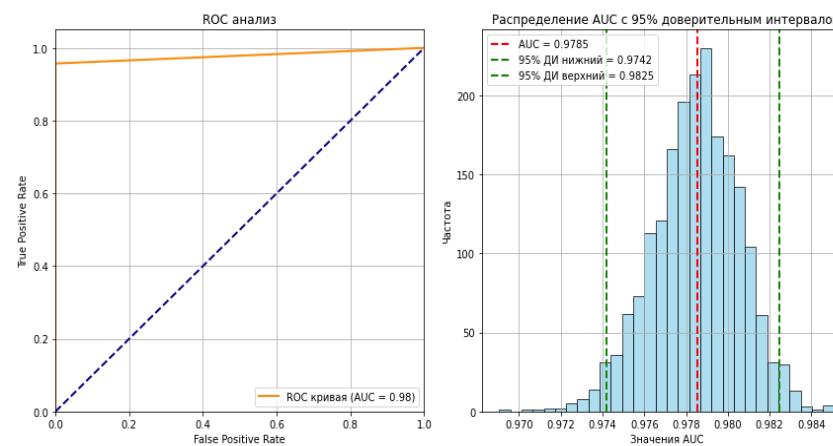 ROC анализ
1.0
0.8
0.6
0.4
0.2
0.0
True Positive Rate
0.0
0.2
0.4
0.6
0.8
1.0
False Positive Rate
ROC кривая (AUC = 0.98)
Распределение AUC с 95% доверительным интервало
AUC = 0.9785
95% ДИ нижний = 0.9742
95% ДИ верхний = 0.9825
200
150
100
50
0
Частота
0.970
0.972
0.974
0.976
0.978
0.980
0.982
0.984
Значения AUC